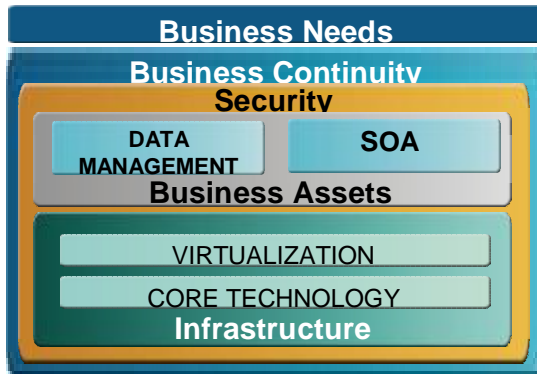 Business Needs
Business Continuity
Security
DATA
MANAGEMENT
SOA
Business Assets
VIRTUALIZATION
CORE TECHNOLOGY
Infrastructure